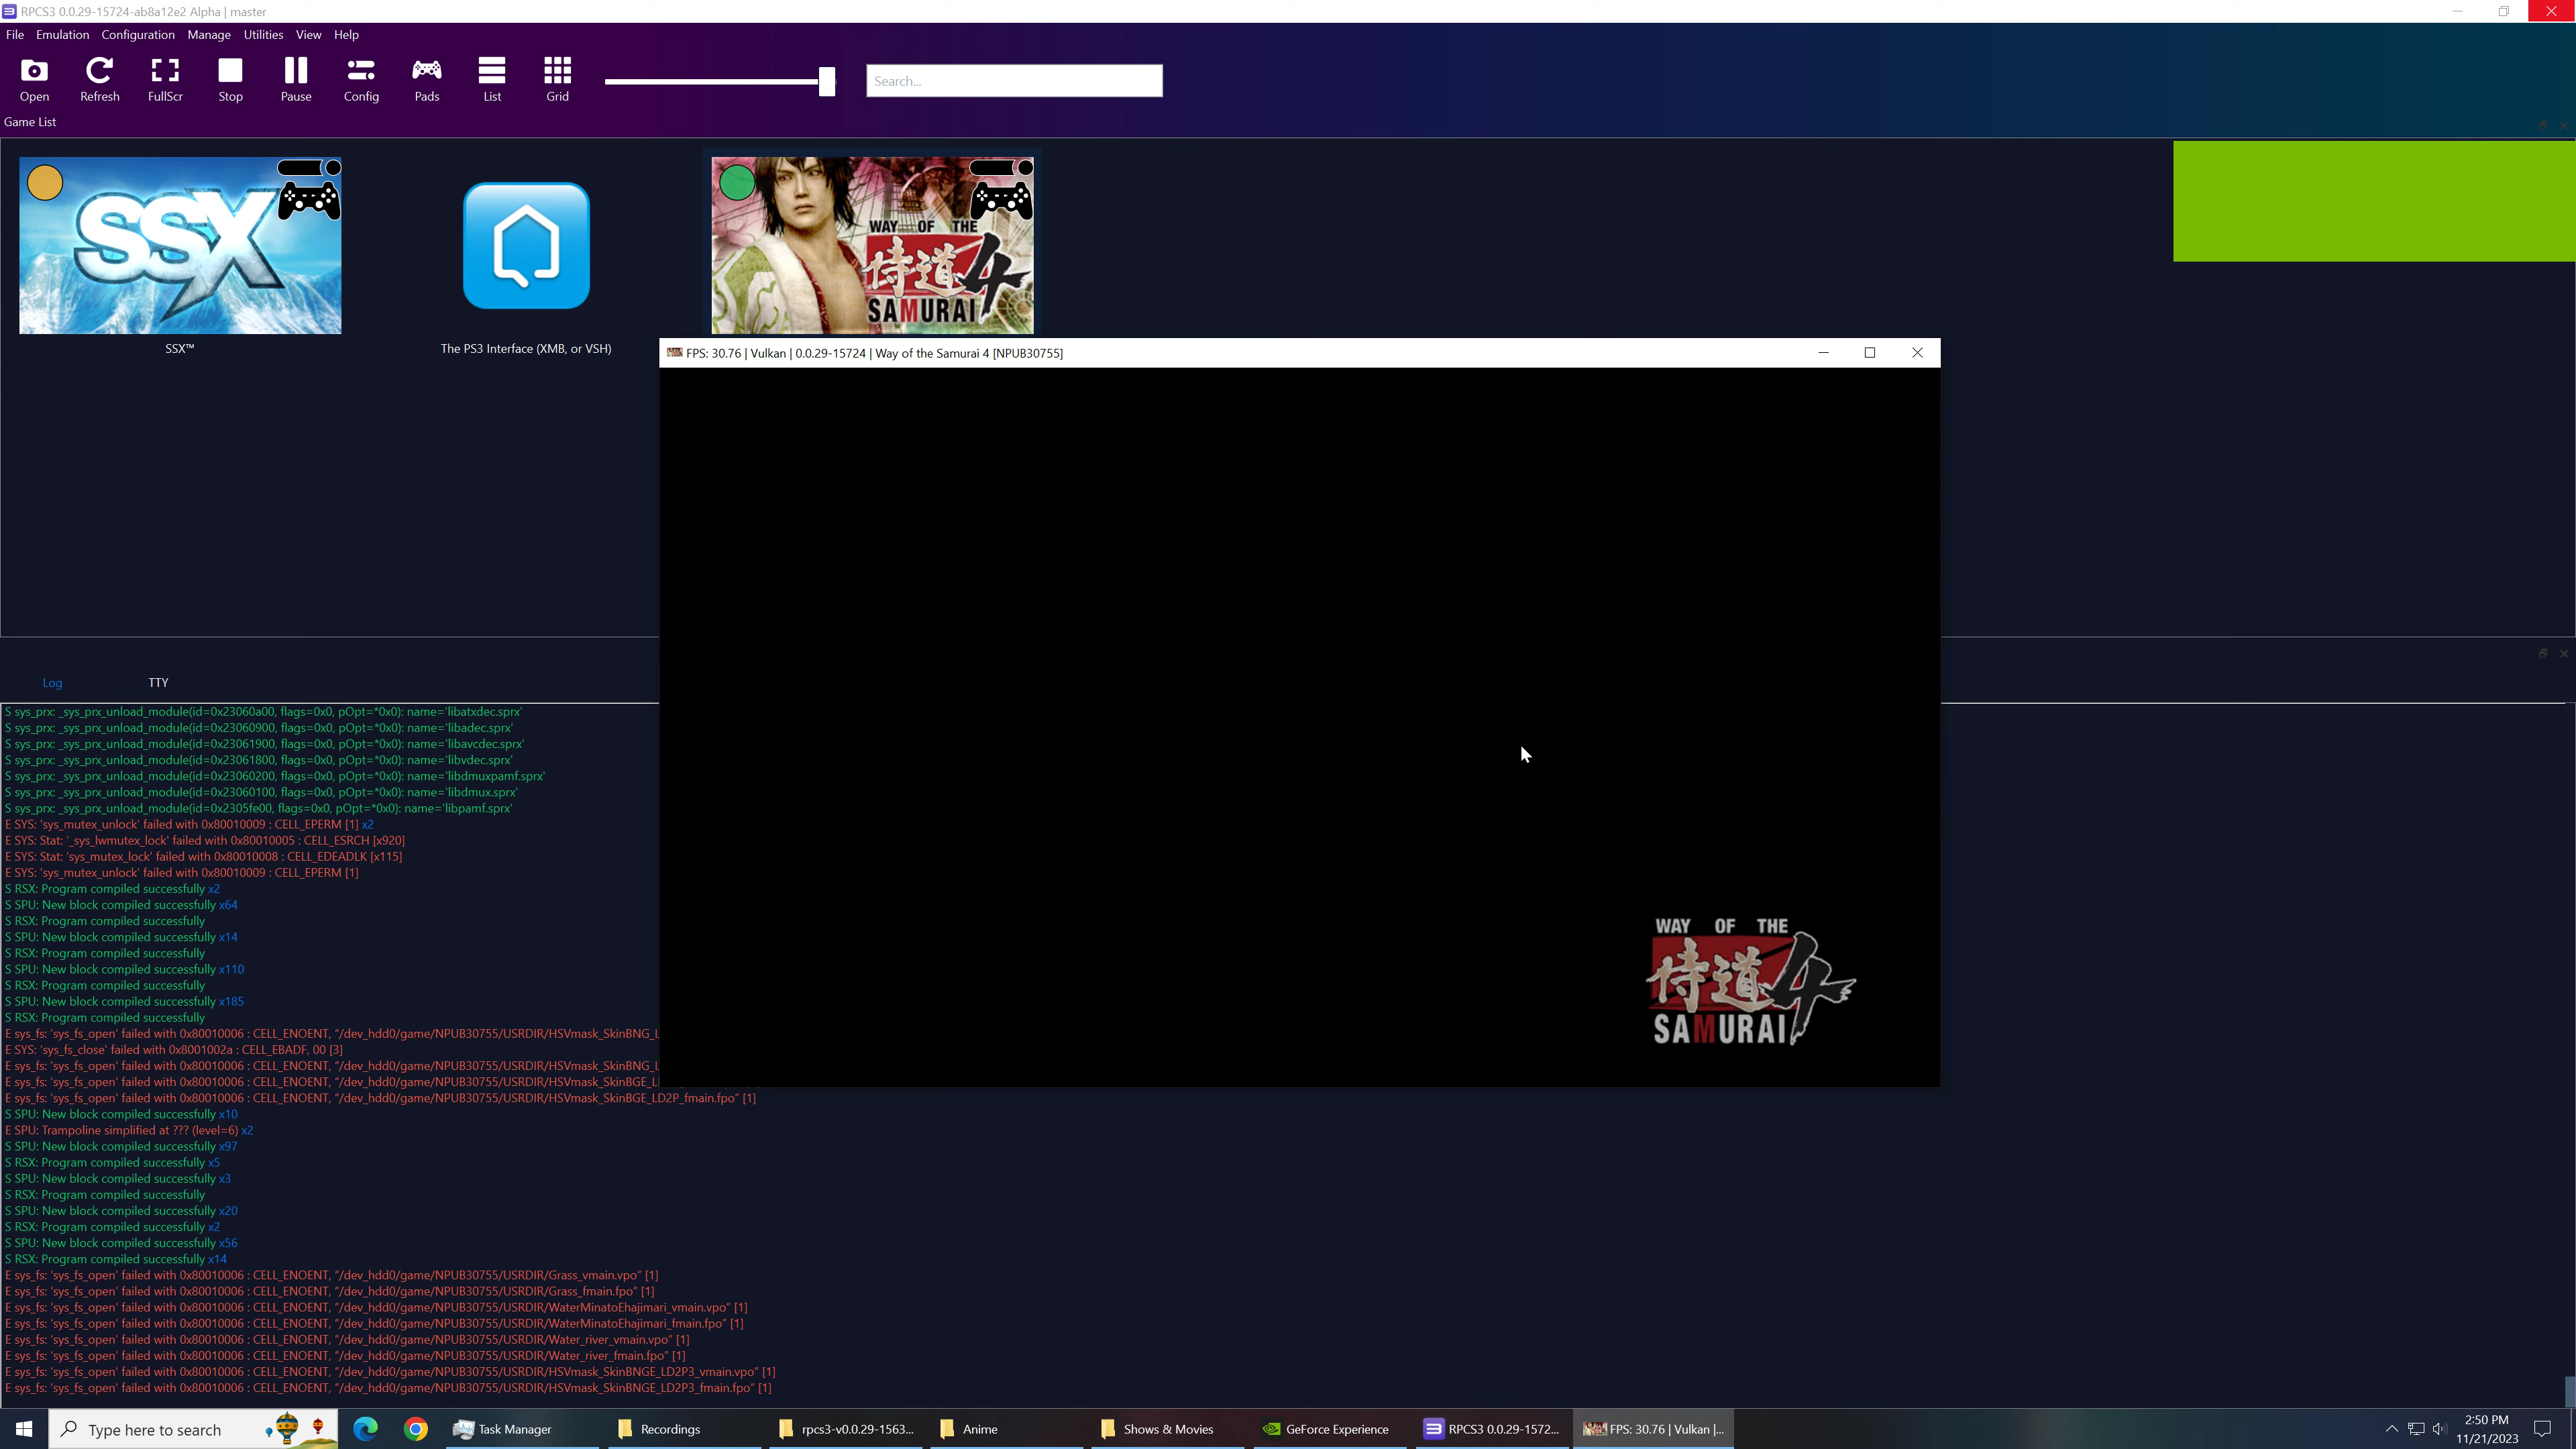 RPCS3 0.0.29-15724-ab8a12e2 Alpha | master
File Emulation Configuration Manage Utilities View Help
Open Refresh FullScr Stop Pause Config Pads List Grid
Search...
Game List
SSX
WAY OF THE
侍道4
SAMURAI
SSX™
The PS3 Interface (XMB, or VSH)
FPS: 30.76 | Vulkan | 0.0.29-15724 | Way of the Samurai 4 [NPUB30755]
Log TTY
S sys_prx: _sys_prx_unload_module(id=0x23060a00, flags=0x0, pOpt=*0x0): name='libatxdec.sprx'
S sys_prx: _sys_prx_unload_module(id=0x23060900, flags=0x0, pOpt=*0x0): name='libadec.sprx'
S sys_prx: _sys_prx_unload_module(id=0x23061900, flags=0x0, pOpt=*0x0): name='libavcdec.sprx'
S sys_prx: _sys_prx_unload_module(id=0x23061800, flags=0x0, pOpt=*0x0): name='libvdec.sprx'
S sys_prx: _sys_prx_unload_module(id=0x23060200, flags=0x0, pOpt=*0x0): name='libdmuxpamf.sprx'
S sys_prx: _sys_prx_unload_module(id=0x23060100, flags=0x0, pOpt=*0x0): name='libdmux.sprx'
S sys_prx: _sys_prx_unload_module(id=0x2305fe00, flags=0x0, pOpt=*0x0): name='libpamf.sprx'
E SYS: 'sys_mutex_unlock' failed with 0x80010009 : CELL_EPERM [1] x2
E SYS: Stat: '_sys_lwmutex_lock' failed with 0x80010005 : CELL_ESRCH [x920]
E SYS: Stat: 'sys_mutex_lock' failed with 0x80010008 : CELL_EDEADLK [x115]
E SYS: 'sys_mutex_unlock' failed with 0x80010009 : CELL_EPERM [1]
S RSX: Program compiled successfully x2
S SPU: New block compiled successfully x64
S RSX: Program compiled successfully
S SPU: New block compiled successfully x14
S RSX: Program compiled successfully
S SPU: New block compiled successfully x110
S RSX: Program compiled successfully
S SPU: New block compiled successfully x185
S RSX: Program compiled successfully
E sys_fs: 'sys_fs_open' failed with 0x80010006 : CELL_ENOENT, “/dev_hdd0/game/NPUB30755/USRDIR/HSVmask_SkinBNG_L
E SYS: 'sys_fs_close' failed with 0x8001002a : CELL_EBADF, 00 [3]
E sys_fs: 'sys_fs_open' failed with 0x80010006 : CELL_ENOENT, “/dev_hdd0/game/NPUB30755/USRDIR/HSVmask_SkinBNG_L
E sys_fs: 'sys_fs_open' failed with 0x80010006 : CELL_ENOENT, “/dev_hdd0/game/NPUB30755/USRDIR/HSVmask_SkinBGE_L
E sys_fs: 'sys_fs_open' failed with 0x80010006 : CELL_ENOENT, “/dev_hdd0/game/NPUB30755/USRDIR/HSVmask_SkinBGE_LD2P_fmain.fpo” [1]
S SPU: New block compiled successfully x10
E SPU: Trampoline simplified at ??? (level=6) x2
S SPU: New block compiled successfully x97
S RSX: Program compiled successfully x5
S SPU: New block compiled successfully x3
S RSX: Program compiled successfully
S SPU: New block compiled successfully x20
S RSX: Program compiled successfully x2
S SPU: New block compiled successfully x56
S RSX: Program compiled successfully x14
E sys_fs: 'sys_fs_open' failed with 0x80010006 : CELL_ENOENT, “/dev_hdd0/game/NPUB30755/USRDIR/Grass_vmain.vpo” [1]
E sys_fs: 'sys_fs_open' failed with 0x80010006 : CELL_ENOENT, “/dev_hdd0/game/NPUB30755/USRDIR/Grass_fmain.fpo” [1]
E sys_fs: 'sys_fs_open' failed with 0x80010006 : CELL_ENOENT, “/dev_hdd0/game/NPUB30755/USRDIR/WaterMinatoEhajimari_vmain.vpo” [1]
E sys_fs: 'sys_fs_open' failed with 0x80010006 : CELL_ENOENT, “/dev_hdd0/game/NPUB30755/USRDIR/WaterMinatoEhajimari_fmain.fpo” [1]
E sys_fs: 'sys_fs_open' failed with 0x80010006 : CELL_ENOENT, “/dev_hdd0/game/NPUB30755/USRDIR/Water_river_vmain.vpo” [1]
E sys_fs: 'sys_fs_open' failed with 0x80010006 : CELL_ENOENT, “/dev_hdd0/game/NPUB30755/USRDIR/Water_river_fmain.fpo” [1]
E sys_fs: 'sys_fs_open' failed with 0x80010006 : CELL_ENOENT, “/dev_hdd0/game/NPUB30755/USRDIR/HSVmask_SkinBNGE_LD2P3_vmain.vpo” [1]
E sys_fs: 'sys_fs_open' failed with 0x80010006 : CELL_ENOENT, “/dev_hdd0/game/NPUB30755/USRDIR/HSVmask_SkinBNGE_LD2P3_fmain.fpo” [1]
WAY OF THE
侍道4
SAMURAI
Type here to search
Task Manager Recordings rpcs3-v0.0.29-1563... Anime Shows & Movies GeForce Experience RPCS3 0.0.29-1572... FPS: 30.76 | Vulkan |...
2:50 PM
11/21/2023